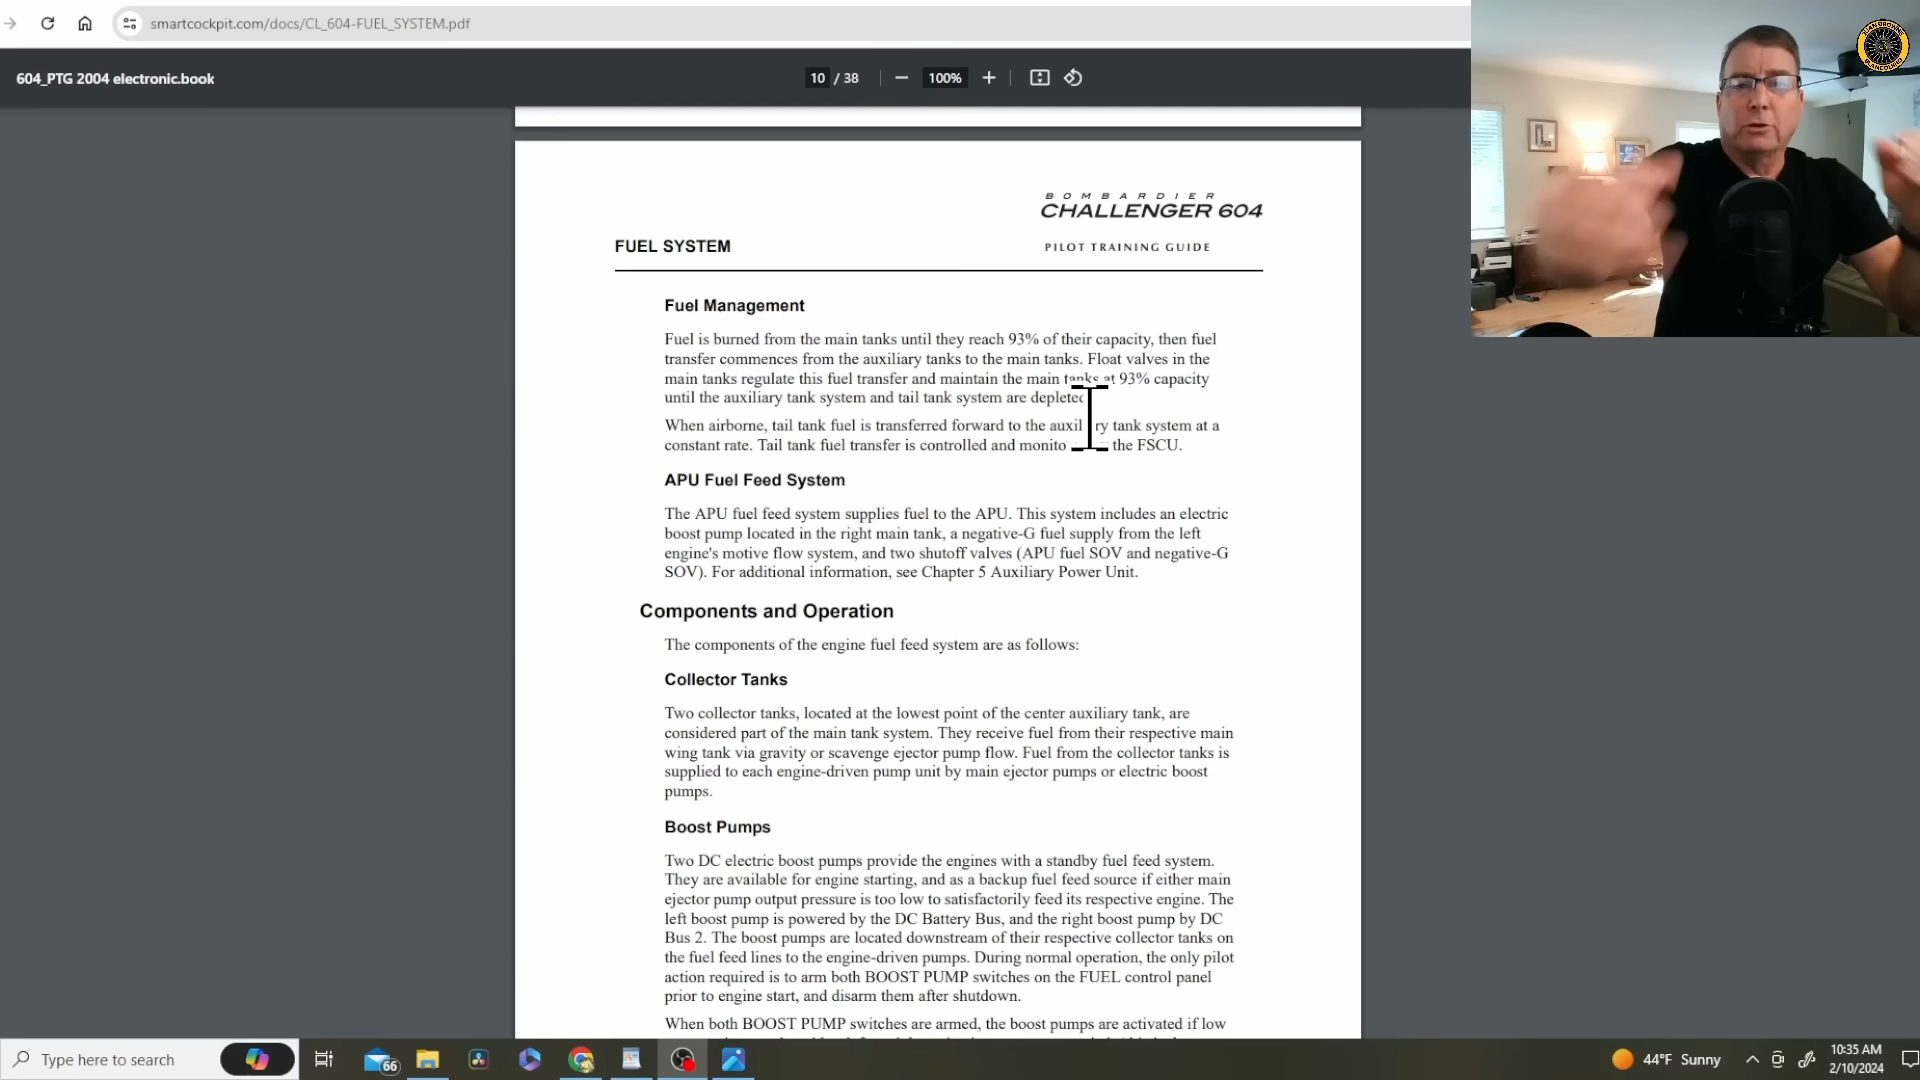 smartcockpit.com/docs/CL_604-FUEL_SYSTEM.pdf
604_PTG 2004 electronic.book
10 / 38
100%
BOMBARDIER
CHALLENGER 604
FUEL SYSTEM
PILOT TRAINING GUIDE
Fuel Management
Fuel is burned from the main tanks until they reach 93% of their capacity, then fuel
transfer commences from the auxiliary tanks to the main tanks. Float valves in the
main tanks regulate this fuel transfer and maintain the main tanks at 93% capacity
until the auxiliary tank system and tail tank system are depleted
When airborne, tail tank fuel is transferred forward to the auxiliary tank system at a
constant rate. Tail tank fuel transfer is controlled and monito the FSCU.
APU Fuel Feed System
The APU fuel feed system supplies fuel to the APU. This system includes an electric
boost pump located in the right main tank, a negative-G fuel supply from the left
engine's motive flow system, and two shutoff valves (APU fuel SOV and negative-G
SOV). For additional information, see Chapter 5 Auxiliary Power Unit.
Components and Operation
The components of the engine fuel feed system are as follows:
Collector Tanks
Two collector tanks, located at the lowest point of the center auxiliary tank, are
considered part of the main tank system. They receive fuel from their respective main
wing tank via gravity or scavenge ejector pump flow. Fuel from the collector tanks is
supplied to each engine-driven pump unit by main ejector pumps or electric boost
pumps.
Boost Pumps
Two DC electric boost pumps provide the engines with a standby fuel feed system.
They are available for engine starting, and as a backup fuel feed source if either main
ejector pump output pressure is too low to satisfactorily feed its respective engine. The
left boost pump is powered by the DC Battery Bus, and the right boost pump by DC
Bus 2. The boost pumps are located downstream of their respective collector tanks on
the fuel feed lines to the engine-driven pumps. During normal operation, the only pilot
action required is to arm both BOOST PUMP switches on the FUEL control panel
prior to engine start, and disarm them after shutdown.
When both BOOST PUMP switches are armed, the boost pumps are activated if low
Type here to search
66
44°F Sunny
10:35 AM
2/10/2024